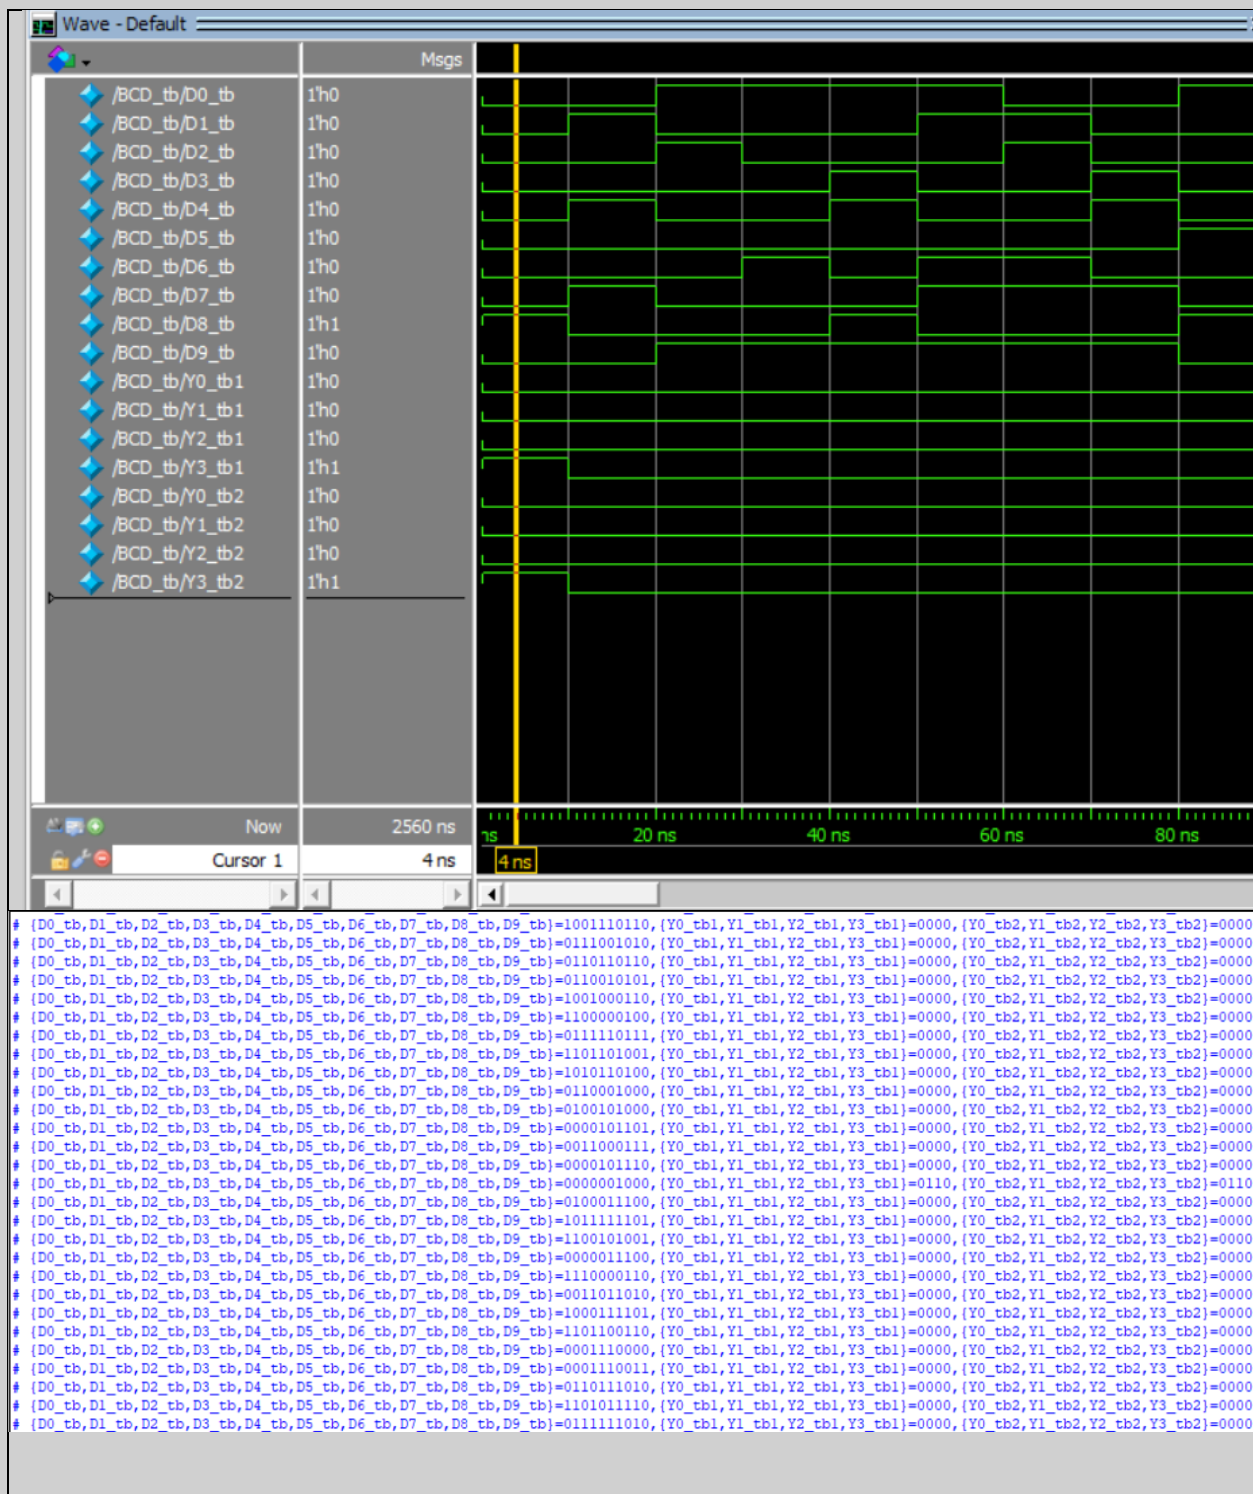 Wave - Default
Msgs
/BCD_tb/D0_tb 1'h0
/BCD_tb/D1_tb 1'h0
/BCD_tb/D2_tb 1'h0
/BCD_tb/D3_tb 1'h0
/BCD_tb/D4_tb 1'h0
/BCD_tb/D5_tb 1'h0
/BCD_tb/D6_tb 1'h0
/BCD_tb/D7_tb 1'h0
/BCD_tb/D8_tb 1'h1
/BCD_tb/D9_tb 1'h0
/BCD_tb/Y0_tb1 1'h0
/BCD_tb/Y1_tb1 1'h0
/BCD_tb/Y2_tb1 1'h0
/BCD_tb/Y3_tb1 1'h1
/BCD_tb/Y0_tb2 1'h0
/BCD_tb/Y1_tb2 1'h0
/BCD_tb/Y2_tb2 1'h0
/BCD_tb/Y3_tb2 1'h1
Now 2560 ns ns 20 ns 40 ns 60 ns 80 ns
Cursor 1 4 ns 4 ns
# {D0_tb,D1_tb,D2_tb,D3_tb,D4_tb,D5_tb,D6_tb,D7_tb,D8_tb,D9_tb}=1001110110,{Y0_tb1,Y1_tb1,Y2_tb1,Y3_tb1}=0000,{Y0_tb2,Y1_tb2,Y2_tb2,Y3_tb2}=0000
# {D0_tb,D1_tb,D2_tb,D3_tb,D4_tb,D5_tb,D6_tb,D7_tb,D8_tb,D9_tb}=0111001010,{Y0_tb1,Y1_tb1,Y2_tb1,Y3_tb1}=0000,{Y0_tb2,Y1_tb2,Y2_tb2,Y3_tb2}=0000
# {D0_tb,D1_tb,D2_tb,D3_tb,D4_tb,D5_tb,D6_tb,D7_tb,D8_tb,D9_tb}=0110110110,{Y0_tb1,Y1_tb1,Y2_tb1,Y3_tb1}=0000,{Y0_tb2,Y1_tb2,Y2_tb2,Y3_tb2}=0000
# {D0_tb,D1_tb,D2_tb,D3_tb,D4_tb,D5_tb,D6_tb,D7_tb,D8_tb,D9_tb}=0110010101,{Y0_tb1,Y1_tb1,Y2_tb1,Y3_tb1}=0000,{Y0_tb2,Y1_tb2,Y2_tb2,Y3_tb2}=0000
# {D0_tb,D1_tb,D2_tb,D3_tb,D4_tb,D5_tb,D6_tb,D7_tb,D8_tb,D9_tb}=1001000110,{Y0_tb1,Y1_tb1,Y2_tb1,Y3_tb1}=0000,{Y0_tb2,Y1_tb2,Y2_tb2,Y3_tb2}=0000
# {D0_tb,D1_tb,D2_tb,D3_tb,D4_tb,D5_tb,D6_tb,D7_tb,D8_tb,D9_tb}=1100000100,{Y0_tb1,Y1_tb1,Y2_tb1,Y3_tb1}=0000,{Y0_tb2,Y1_tb2,Y2_tb2,Y3_tb2}=0000
# {D0_tb,D1_tb,D2_tb,D3_tb,D4_tb,D5_tb,D6_tb,D7_tb,D8_tb,D9_tb}=0111110111,{Y0_tb1,Y1_tb1,Y2_tb1,Y3_tb1}=0000,{Y0_tb2,Y1_tb2,Y2_tb2,Y3_tb2}=0000
# {D0_tb,D1_tb,D2_tb,D3_tb,D4_tb,D5_tb,D6_tb,D7_tb,D8_tb,D9_tb}=1101101001,{Y0_tb1,Y1_tb1,Y2_tb1,Y3_tb1}=0000,{Y0_tb2,Y1_tb2,Y2_tb2,Y3_tb2}=0000
# {D0_tb,D1_tb,D2_tb,D3_tb,D4_tb,D5_tb,D6_tb,D7_tb,D8_tb,D9_tb}=1010110100,{Y0_tb1,Y1_tb1,Y2_tb1,Y3_tb1}=0000,{Y0_tb2,Y1_tb2,Y2_tb2,Y3_tb2}=0000
# {D0_tb,D1_tb,D2_tb,D3_tb,D4_tb,D5_tb,D6_tb,D7_tb,D8_tb,D9_tb}=0110001000,{Y0_tb1,Y1_tb1,Y2_tb1,Y3_tb1}=0000,{Y0_tb2,Y1_tb2,Y2_tb2,Y3_tb2}=0000
# {D0_tb,D1_tb,D2_tb,D3_tb,D4_tb,D5_tb,D6_tb,D7_tb,D8_tb,D9_tb}=0100101000,{Y0_tb1,Y1_tb1,Y2_tb1,Y3_tb1}=0000,{Y0_tb2,Y1_tb2,Y2_tb2,Y3_tb2}=0000
# {D0_tb,D1_tb,D2_tb,D3_tb,D4_tb,D5_tb,D6_tb,D7_tb,D8_tb,D9_tb}=0000101101,{Y0_tb1,Y1_tb1,Y2_tb1,Y3_tb1}=0000,{Y0_tb2,Y1_tb2,Y2_tb2,Y3_tb2}=0000
# {D0_tb,D1_tb,D2_tb,D3_tb,D4_tb,D5_tb,D6_tb,D7_tb,D8_tb,D9_tb}=0011000111,{Y0_tb1,Y1_tb1,Y2_tb1,Y3_tb1}=0000,{Y0_tb2,Y1_tb2,Y2_tb2,Y3_tb2}=0000
# {D0_tb,D1_tb,D2_tb,D3_tb,D4_tb,D5_tb,D6_tb,D7_tb,D8_tb,D9_tb}=0000101110,{Y0_tb1,Y1_tb1,Y2_tb1,Y3_tb1}=0000,{Y0_tb2,Y1_tb2,Y2_tb2,Y3_tb2}=0000
# {D0_tb,D1_tb,D2_tb,D3_tb,D4_tb,D5_tb,D6_tb,D7_tb,D8_tb,D9_tb}=0000001000,{Y0_tb1,Y1_tb1,Y2_tb1,Y3_tb1}=0110,{Y0_tb2,Y1_tb2,Y2_tb2,Y3_tb2}=0110
# {D0_tb,D1_tb,D2_tb,D3_tb,D4_tb,D5_tb,D6_tb,D7_tb,D8_tb,D9_tb}=0100011100,{Y0_tb1,Y1_tb1,Y2_tb1,Y3_tb1}=0000,{Y0_tb2,Y1_tb2,Y2_tb2,Y3_tb2}=0000
# {D0_tb,D1_tb,D2_tb,D3_tb,D4_tb,D5_tb,D6_tb,D7_tb,D8_tb,D9_tb}=1011111101,{Y0_tb1,Y1_tb1,Y2_tb1,Y3_tb1}=0000,{Y0_tb2,Y1_tb2,Y2_tb2,Y3_tb2}=0000
# {D0_tb,D1_tb,D2_tb,D3_tb,D4_tb,D5_tb,D6_tb,D7_tb,D8_tb,D9_tb}=1100101001,{Y0_tb1,Y1_tb1,Y2_tb1,Y3_tb1}=0000,{Y0_tb2,Y1_tb2,Y2_tb2,Y3_tb2}=0000
# {D0_tb,D1_tb,D2_tb,D3_tb,D4_tb,D5_tb,D6_tb,D7_tb,D8_tb,D9_tb}=0000011100,{Y0_tb1,Y1_tb1,Y2_tb1,Y3_tb1}=0000,{Y0_tb2,Y1_tb2,Y2_tb2,Y3_tb2}=0000
# {D0_tb,D1_tb,D2_tb,D3_tb,D4_tb,D5_tb,D6_tb,D7_tb,D8_tb,D9_tb}=1110000110,{Y0_tb1,Y1_tb1,Y2_tb1,Y3_tb1}=0000,{Y0_tb2,Y1_tb2,Y2_tb2,Y3_tb2}=0000
# {D0_tb,D1_tb,D2_tb,D3_tb,D4_tb,D5_tb,D6_tb,D7_tb,D8_tb,D9_tb}=0011011010,{Y0_tb1,Y1_tb1,Y2_tb1,Y3_tb1}=0000,{Y0_tb2,Y1_tb2,Y2_tb2,Y3_tb2}=0000
# {D0_tb,D1_tb,D2_tb,D3_tb,D4_tb,D5_tb,D6_tb,D7_tb,D8_tb,D9_tb}=1000111101,{Y0_tb1,Y1_tb1,Y2_tb1,Y3_tb1}=0000,{Y0_tb2,Y1_tb2,Y2_tb2,Y3_tb2}=0000
# {D0_tb,D1_tb,D2_tb,D3_tb,D4_tb,D5_tb,D6_tb,D7_tb,D8_tb,D9_tb}=1101100110,{Y0_tb1,Y1_tb1,Y2_tb1,Y3_tb1}=0000,{Y0_tb2,Y1_tb2,Y2_tb2,Y3_tb2}=0000
# {D0_tb,D1_tb,D2_tb,D3_tb,D4_tb,D5_tb,D6_tb,D7_tb,D8_tb,D9_tb}=0001110000,{Y0_tb1,Y1_tb1,Y2_tb1,Y3_tb1}=0000,{Y0_tb2,Y1_tb2,Y2_tb2,Y3_tb2}=0000
# {D0_tb,D1_tb,D2_tb,D3_tb,D4_tb,D5_tb,D6_tb,D7_tb,D8_tb,D9_tb}=0001110011,{Y0_tb1,Y1_tb1,Y2_tb1,Y3_tb1}=0000,{Y0_tb2,Y1_tb2,Y2_tb2,Y3_tb2}=0000
# {D0_tb,D1_tb,D2_tb,D3_tb,D4_tb,D5_tb,D6_tb,D7_tb,D8_tb,D9_tb}=0110111010,{Y0_tb1,Y1_tb1,Y2_tb1,Y3_tb1}=0000,{Y0_tb2,Y1_tb2,Y2_tb2,Y3_tb2}=0000
# {D0_tb,D1_tb,D2_tb,D3_tb,D4_tb,D5_tb,D6_tb,D7_tb,D8_tb,D9_tb}=1101011110,{Y0_tb1,Y1_tb1,Y2_tb1,Y3_tb1}=0000,{Y0_tb2,Y1_tb2,Y2_tb2,Y3_tb2}=0000
# {D0_tb,D1_tb,D2_tb,D3_tb,D4_tb,D5_tb,D6_tb,D7_tb,D8_tb,D9_tb}=0111111010,{Y0_tb1,Y1_tb1,Y2_tb1,Y3_tb1}=0000,{Y0_tb2,Y1_tb2,Y2_tb2,Y3_tb2}=0000